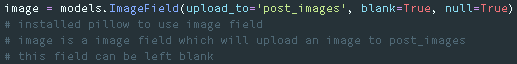 image = models.ImageField(upload_to='post_images', blank=True, null=True)
# installed pillow to use image field
# image is a image field which will upload an image to post_images
# this field can be left blank